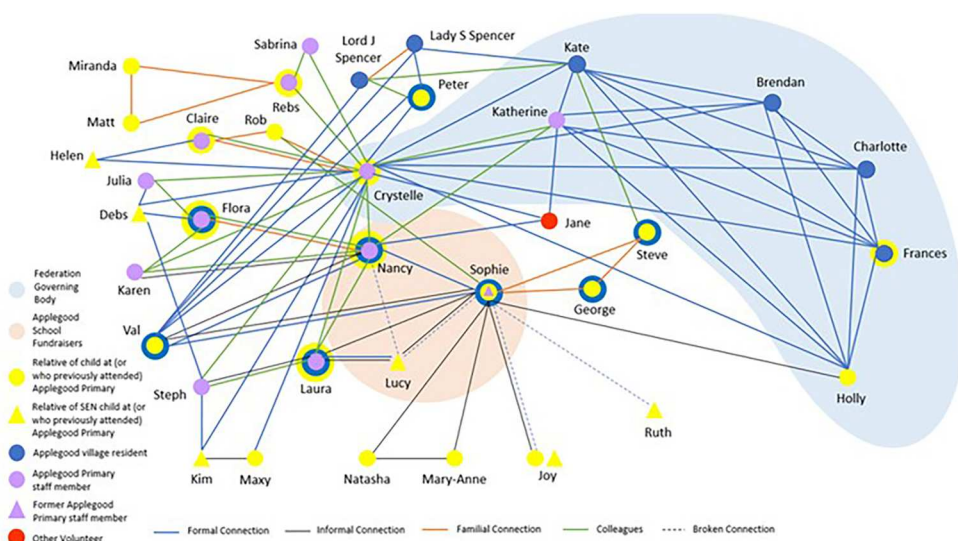 Sabrina
Lord J
Spencer
Lady S Spencer
Kate
Miranda
Brendan
Peter
Rebs
Katherine
Matt
Claire
Rob
Helen
Charlotte
Julia
Crystelle
Debs
Flora
Jane
Nancy
Steve
Frances
Sophie
Karen
George
Federation
Governing
Body
Val
Applegood
School
Fundraisers
Relative of child at (or
who previously attended)
Applegood Primary
Laura
Lucy
Steph
Holly
Relative of SEN child at (or
who previously attended)
Applegood Primary
Ruth
Applegood village resident
Kim
Maxy
Natasha
Mary-Anne
Joy
Applegood Primary
staff member
Former Applegood
Primary staff member
Other Volunteer
Formal Connection
Informal Connection
Familial Connection
Colleagues
Broken Connection